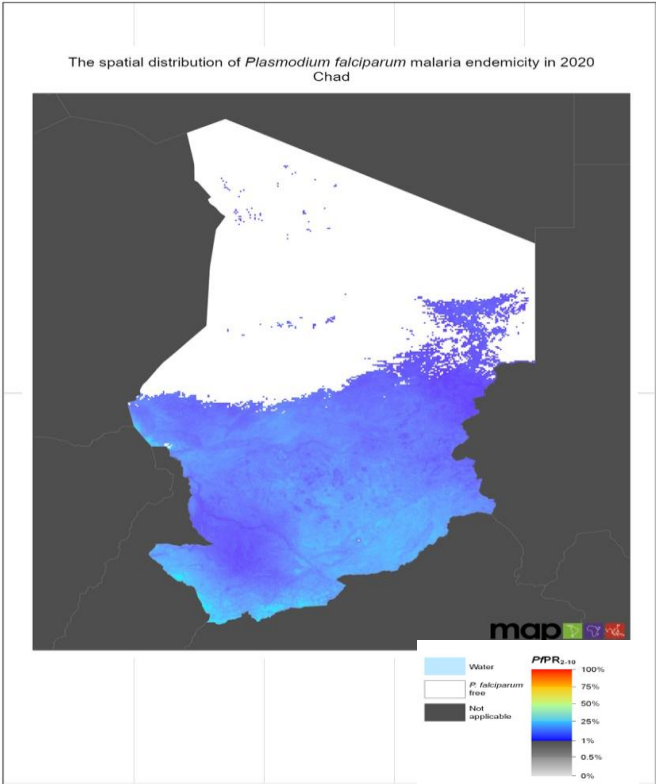 The spatial distribution of Plasmodium falciparum malaria endemicity in 2020
Chad
map
Water
P. falciparum
free
Not
applicable
PfPR2-10
100%
75%
50%
25%
1%
0.5%
0%